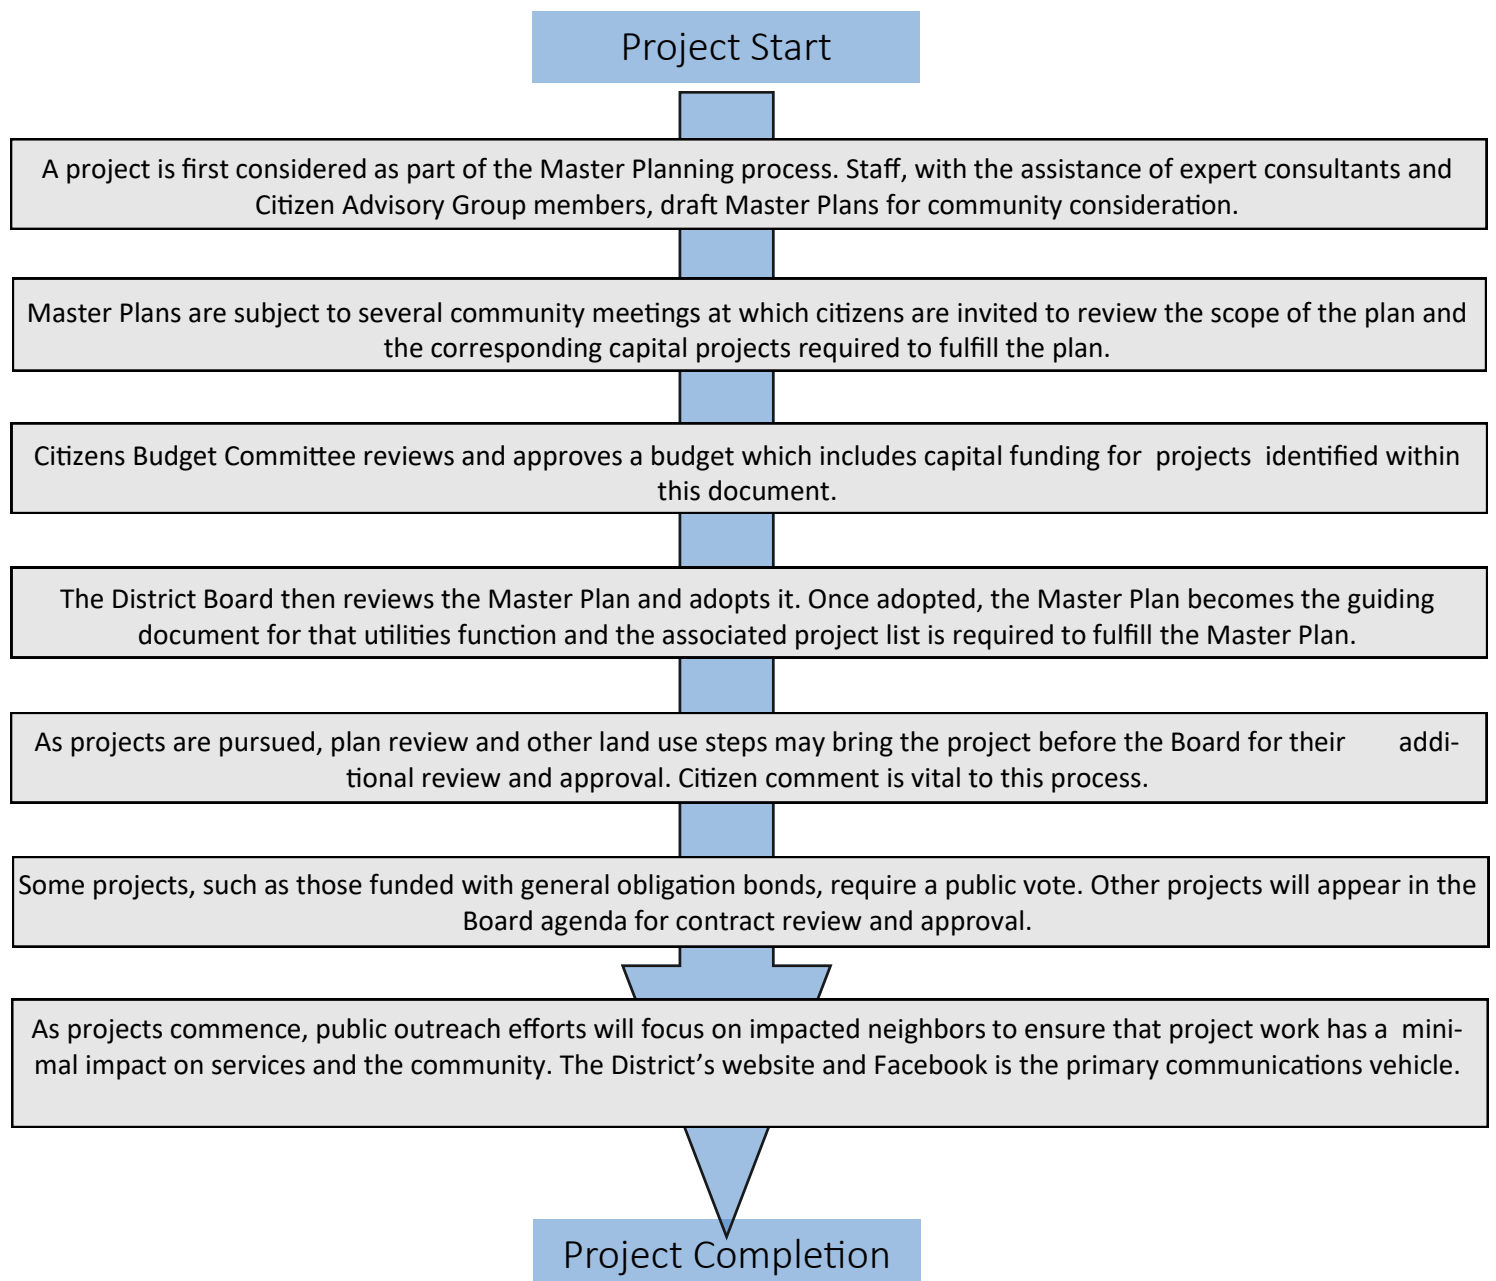 Project Start
A project is first considered as part of the Master Planning process. Staff, with the assistance of expert consultants and
Citizen Advisory Group members, draft Master Plans for community consideration.
Master Plans are subject to several community meetings at which citizens are invited to review the scope of the plan and
the corresponding capital projects required to fulfill the plan.
Citizens Budget Committee reviews and approves a budget which includes capital funding for projects identified within
this document.
The District Board then reviews the Master Plan and adopts it. Once adopted, the Master Plan becomes the guiding
document for that utilities function and the associated project list is required to fulfill the Master Plan.
As projects are pursued, plan review and other land use steps may bring the project before the Board for their addi-
tional review and approval. Citizen comment is vital to this process.
Some projects, such as those funded with general obligation bonds, require a public vote. Other projects will appear in the
Board agenda for contract review and approval.
As projects commence, public outreach efforts will focus on impacted neighbors to ensure that project work has a mini-
mal impact on services and the community. The District’s website and Facebook is the primary communications vehicle.
Project Completion